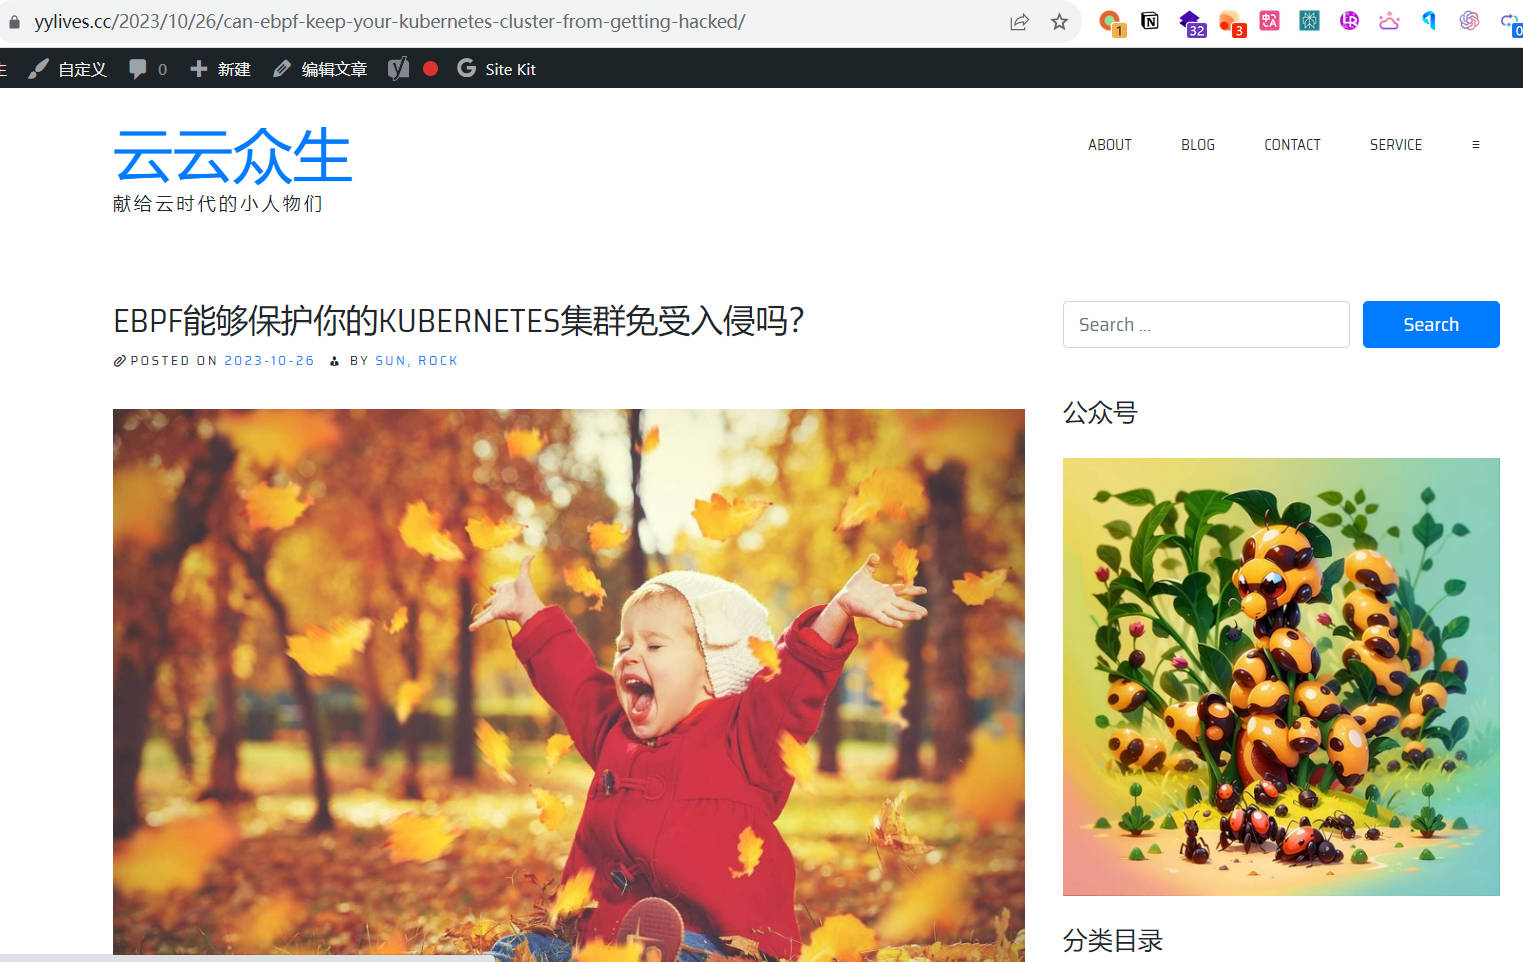 yylives.cc/2023/10/26/can-ebpf-keep-your-kubernetes-cluster-from-getting-hacked/
1
32
3
0
自定义
0
新建
编辑文章
Site Kit
云云众生
献给云时代的小人物们
ABOUT
BLOG
CONTACT
SERVICE
EBPF能够保护你的KUBERNETES集群免受入侵吗?
POSTED ON 2023-10-26 BY SUN, ROCK
Search ...
Search
公众号
分类目录